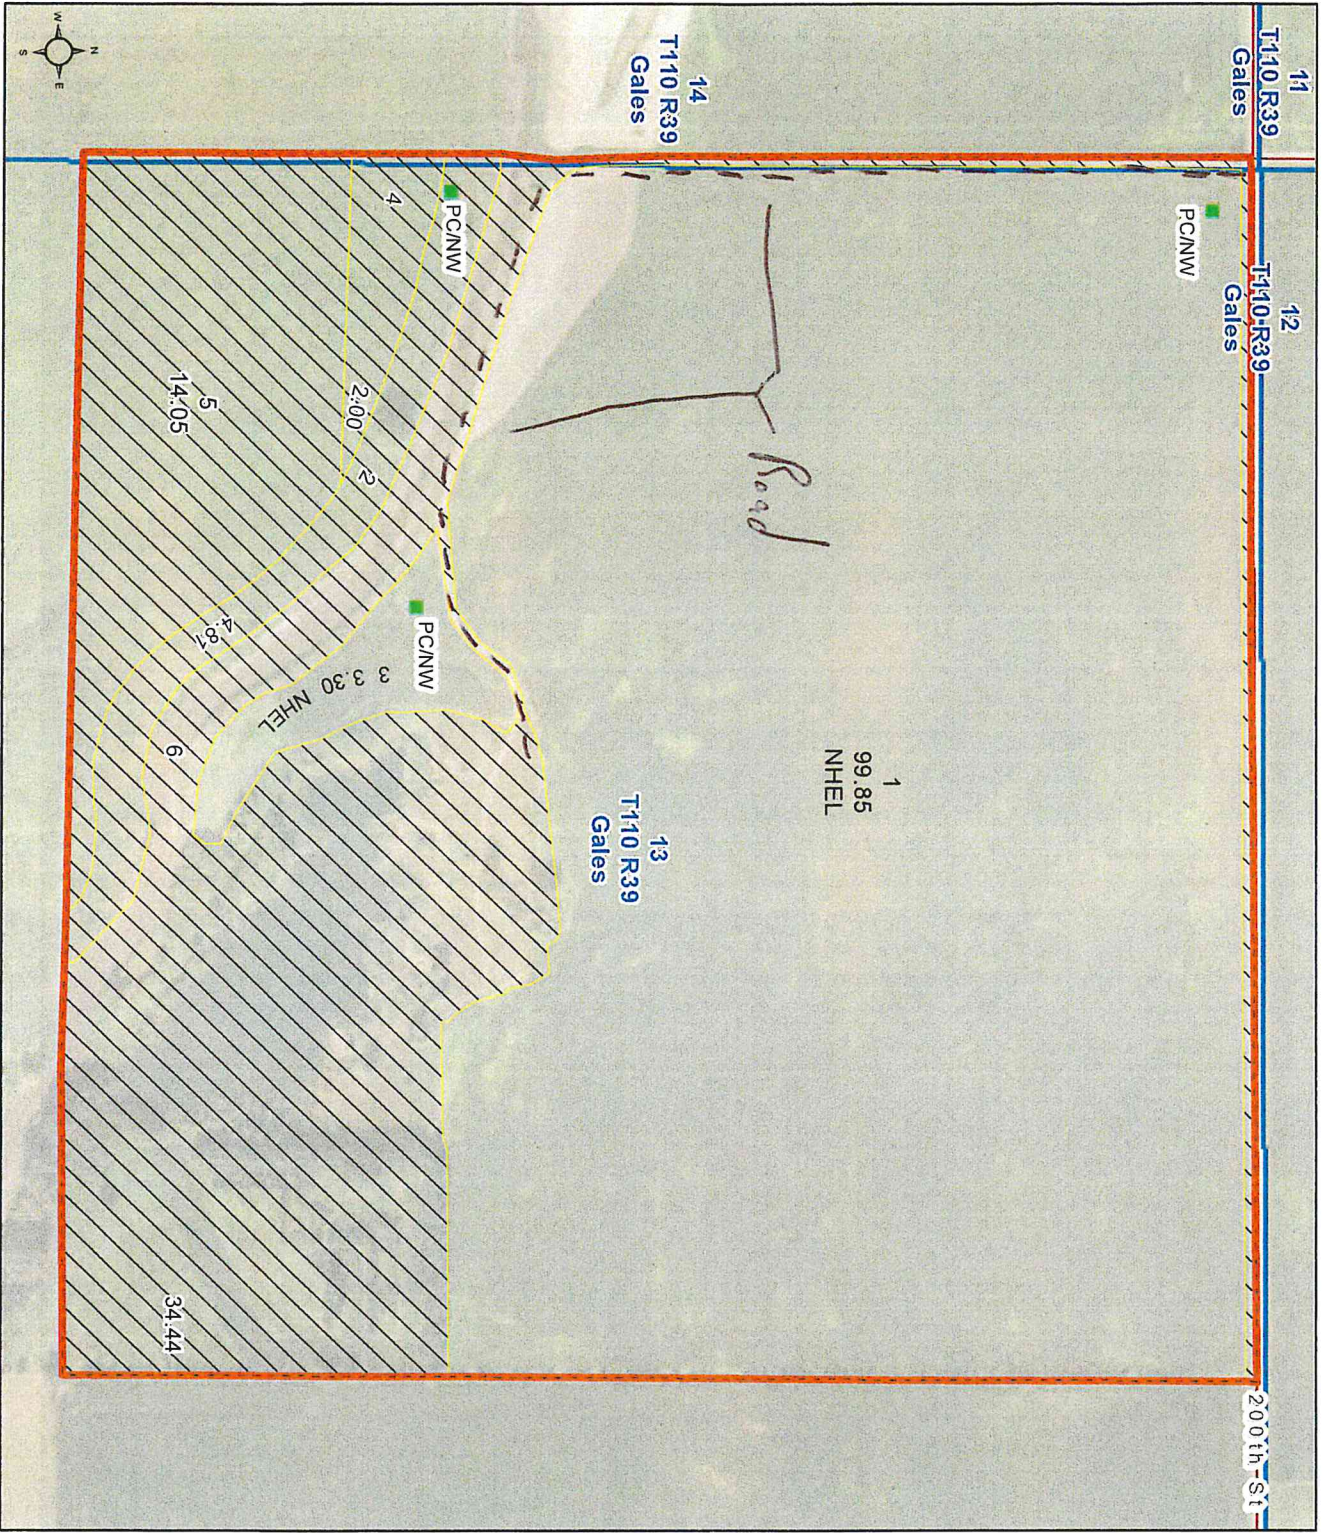 11
T110 R39
Gales
12
T110 R39
Gales
200th St
PC/NW
14
T110 R39
Gales
Road
1
99.85
NHEL
13
T110 R39
Gales
PC/NW
4
2.00
2
5
14.05
4.81
PC/NW
3 3.30 NHEL
6
34.44
N
W
E
S